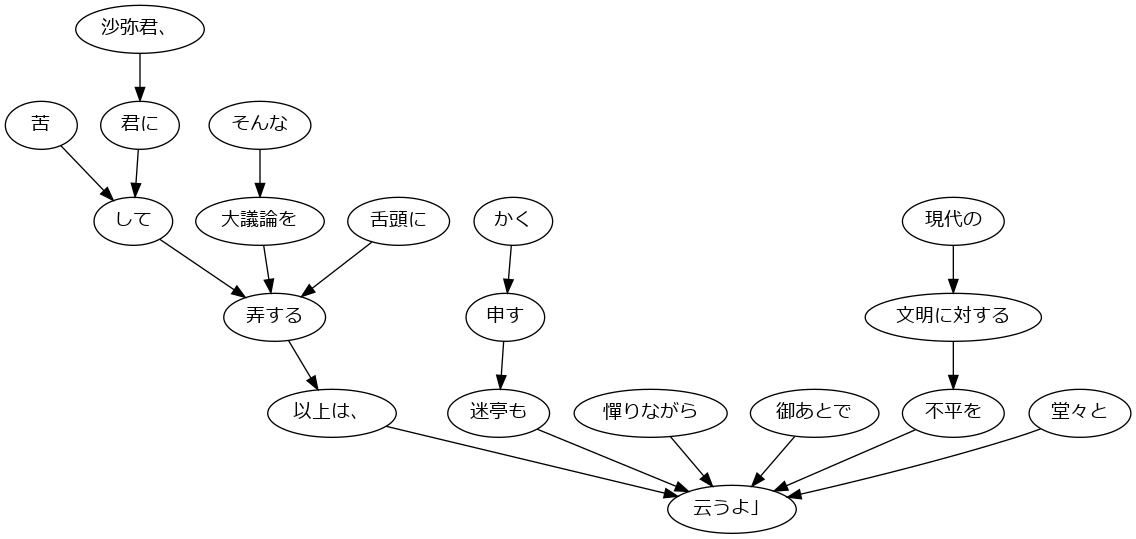 沙弥君、
苦
君に
そんな
して
大議論を
舌頭に
かく
現代の
弄する
申す
文明に対する
以上は、
迷亭も
憚りながら
御あとで
不平を
堂々と
云うよ」